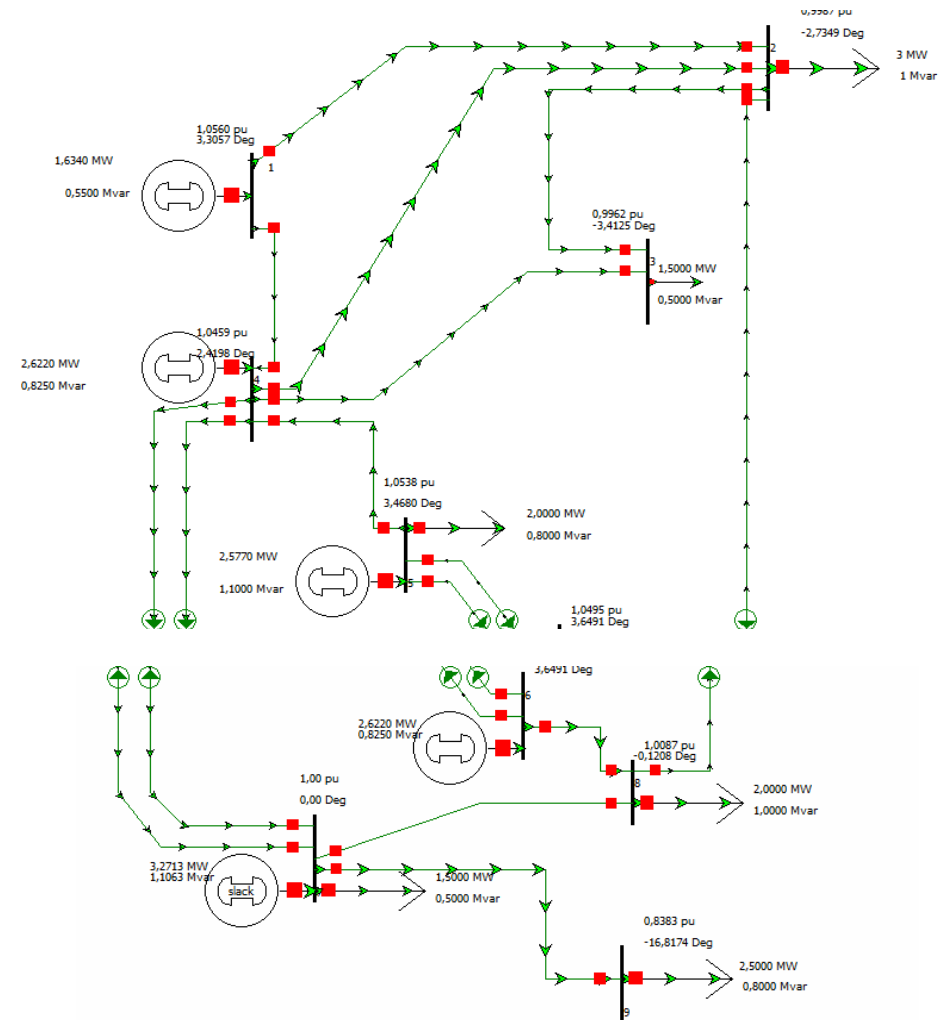 0,9987 pu
-2,7349 Deg
2
3 MW
1 Mvar
1,0560 pu
3,3057 Deg
1
1,6340 MW
0,5500 Mvar
0,9962 pu
-3,4125 Deg
3
1,5000 MW
0,5000 Mvar
1,0459 pu
2,4198 Deg
4
2,6220 MW
0,8250 Mvar
1,0538 pu
3,4680 Deg
2,0000 MW
0,8000 Mvar
2,5770 MW
1,1000 Mvar
5
1,0495 pu
3,6491 Deg
3,6491 Deg
6
2,6220 MW
0,8250 Mvar
1,0087 pu
-0,1208 Deg
8
2,0000 MW
1,0000 Mvar
1,00 pu
0,00 Deg
3,2713 MW
1,1063 Mvar
slack
1,5000 MW
0,5000 Mvar
0,8383 pu
-16,8174 Deg
2,5000 MW
0,8000 Mvar
9